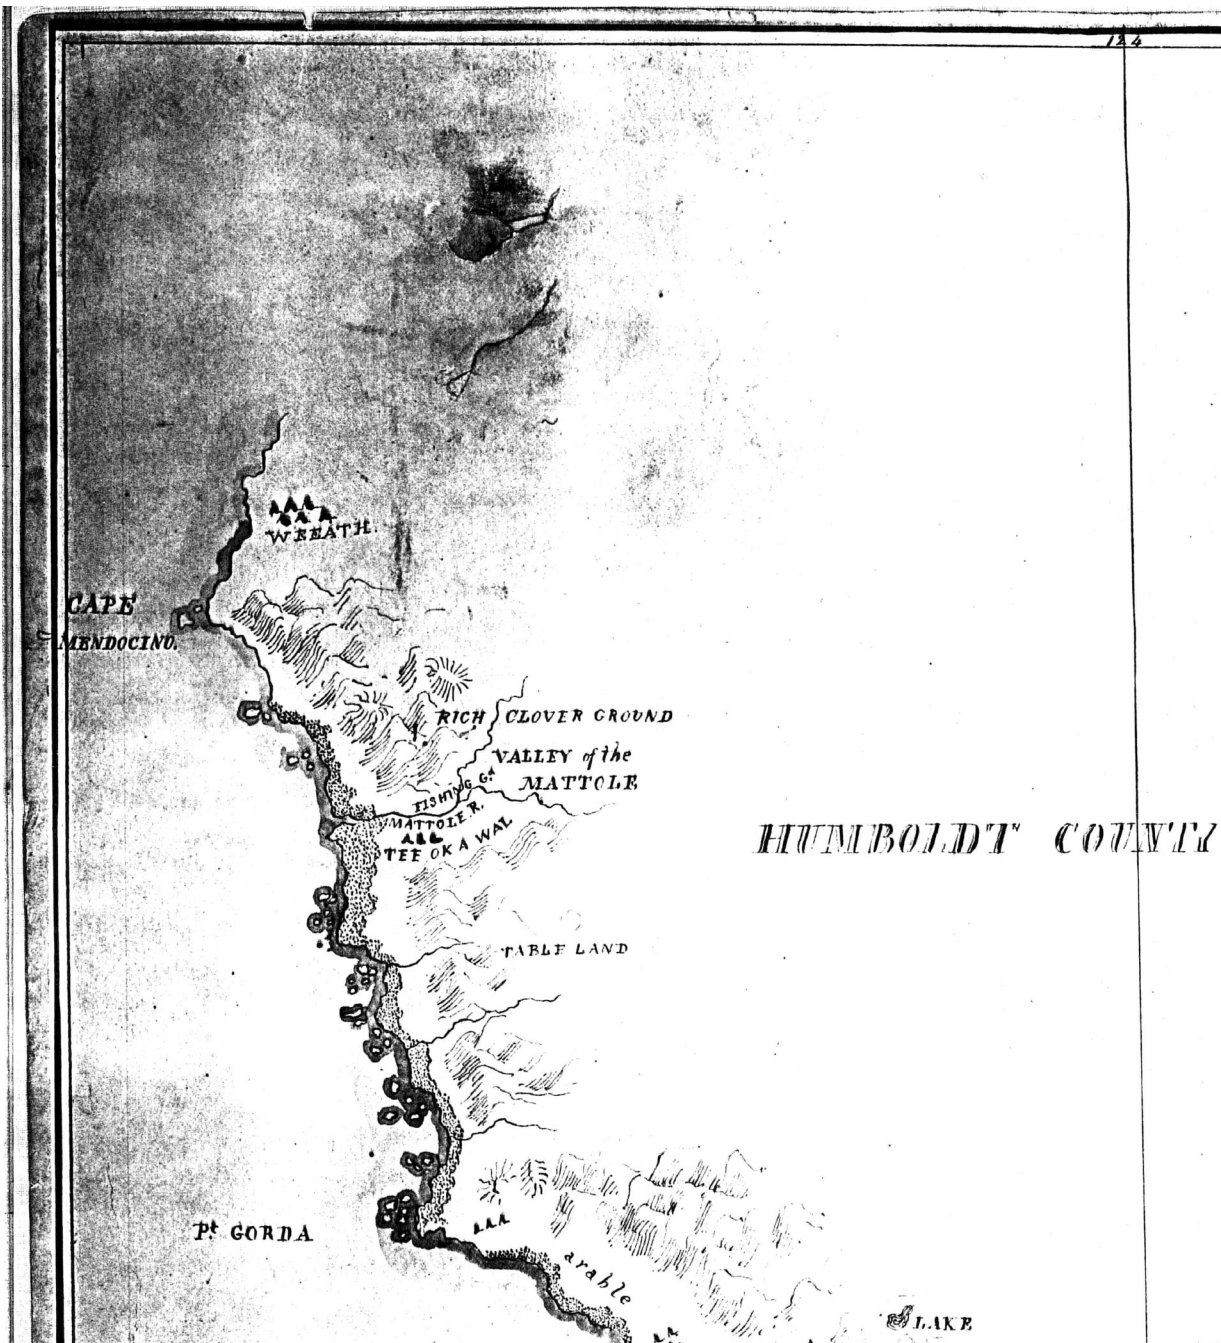 124
WEEATH.
CAPE
MENDOCINO.
RICH CLOVER GROUND
VALLEY of the
MATTOLE
FISHING Gd
MATTOLE R.
TEE OKA WAL
HUMBOLDT COUNTY
TABLE LAND
Pt GORDA
arable
LAKE